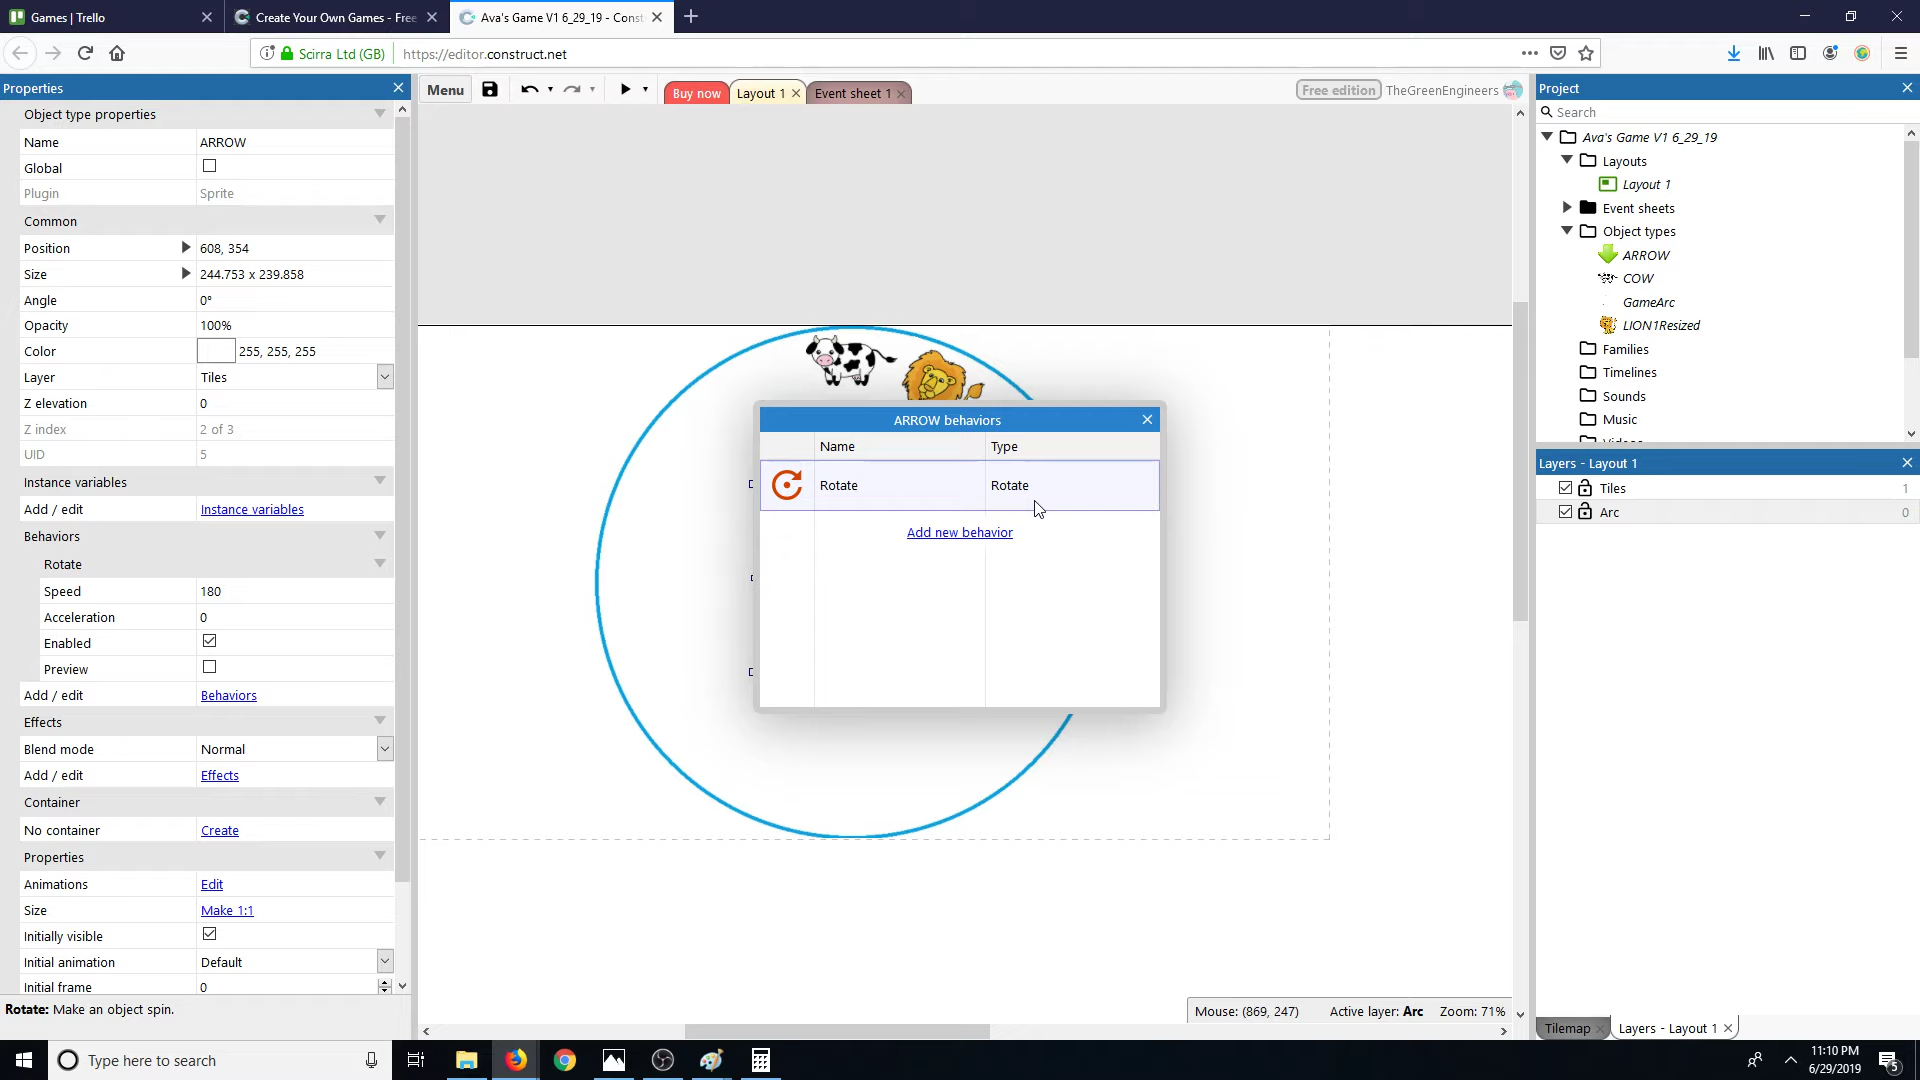 Games | Trello
Create Your Own Games - Free
Ava's Game V1 6_29_19 - Const
Scirra Ltd (GB)
https://editor.construct.net
Properties
Object type properties
Name ARROW
Global
Plugin Sprite
Common
Position 608, 354
Size 244.753 x 239.858
Angle 0°
Opacity 100%
Color 255, 255, 255
Layer Tiles
Z elevation 0
Z index 2 of 3
UID 5
Instance variables
Add / edit Instance variables
Behaviors
Rotate
Speed 180
Acceleration 0
Enabled
Preview
Add / edit Behaviors
Effects
Blend mode Normal
Add / edit Effects
Container
No container Create
Properties
Animations Edit
Size Make 1:1
Initially visible
Initial animation Default
Initial frame 0
Rotate: Make an object spin.
Menu
Buy now
Layout 1
Event sheet 1
Free edition
TheGreenEngineers
ARROW behaviors
Name Type
Rotate Rotate
Add new behavior
Mouse: (869, 247) Active layer: Arc Zoom: 71%
Project
Search
Ava's Game V1 6_29_19
Layouts
Layout 1
Event sheets
Object types
ARROW
COW
GameArc
LION1Resized
Families
Timelines
Sounds
Music
Layers - Layout 1
Tiles 1
Arc 0
Tilemap
Layers - Layout 1
Type here to search
11:10 PM
6/29/2019
5